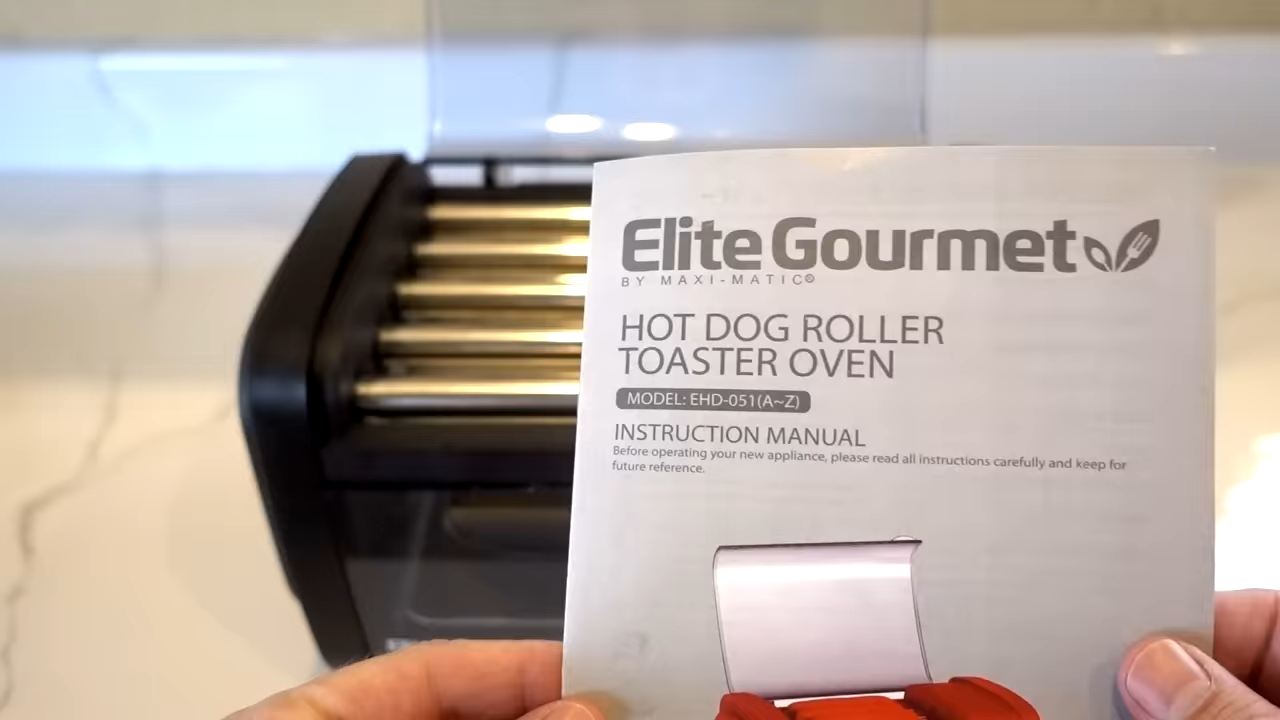 Elite Gourmet
BY MAXI-MATIC®
HOT DOG ROLLER
TOASTER OVEN
MODEL: EHD-051(A~Z)
INSTRUCTION MANUAL
Before operating your new appliance, please read all instructions carefully and keep for
future reference.